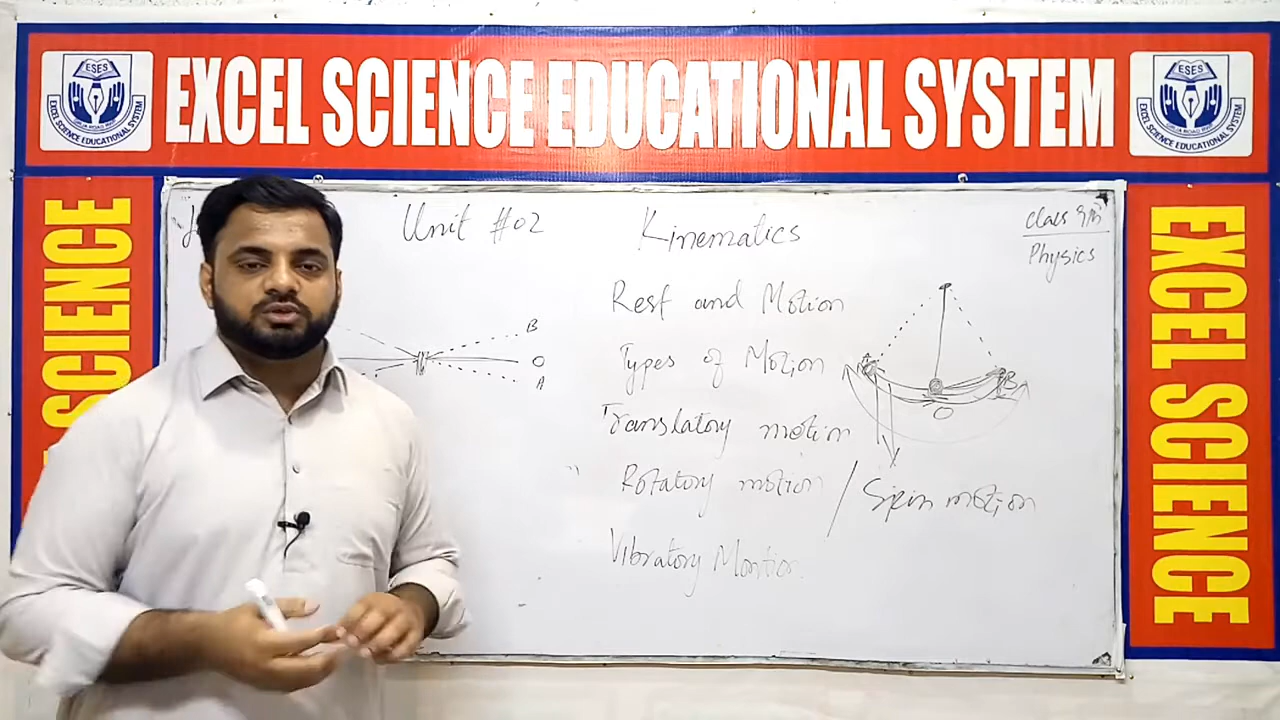 EXCEL SCIENCE EDUCATIONAL SYSTEM
ESES
EXCEL SCIENCE EDUCATIONAL SYSTEM
ESES
EXCEL SCIENCE EDUCATIONAL SYSTEM
SCIENCE
EXCEL SCIENCE
Unit #02
Kinematics
Class 9th
Physics
Rest and Motion
Types of Motion
Translatory motion
Rotatory motion / Spin motion
Vibratory Montion
B
O
A
B
O